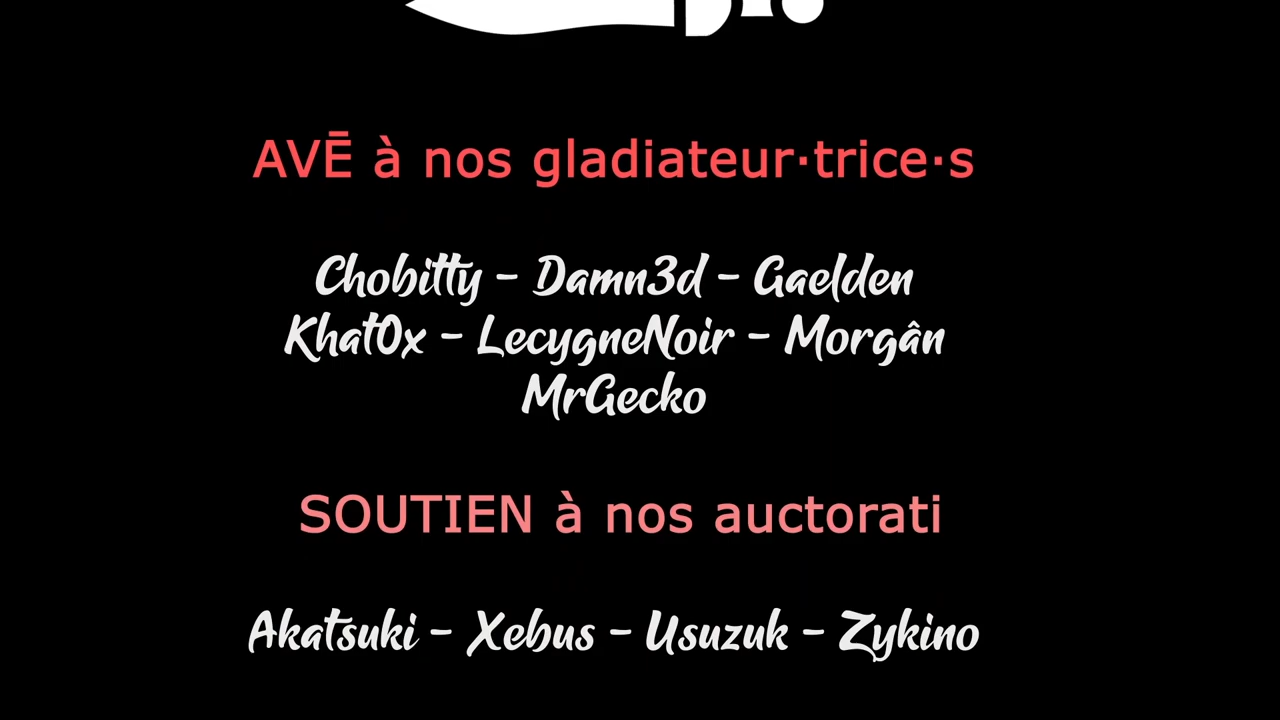 AVĒ à nos gladiateur·trice·s
Chobitty - Damn3d - Gaelden
Khat0x - LecygneNoir - Morgân
MrGecko
SOUTIEN à nos auctorati
Akatsuki - Xebus - Usuzuk - Zykino